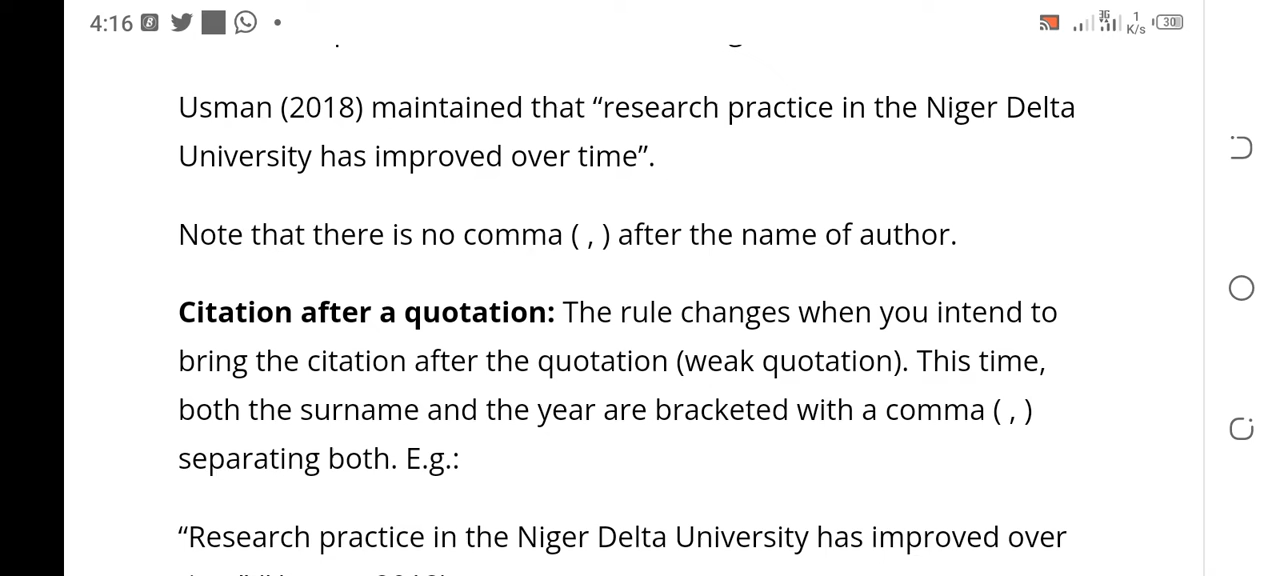 4:16
3G
1
K/s
30
Usman (2018) maintained that “research practice in the Niger Delta
University has improved over time”.
Note that there is no comma ( , ) after the name of author.
Citation after a quotation: The rule changes when you intend to
bring the citation after the quotation (weak quotation). This time,
both the surname and the year are bracketed with a comma ( , )
separating both. E.g.:
“Research practice in the Niger Delta University has improved over